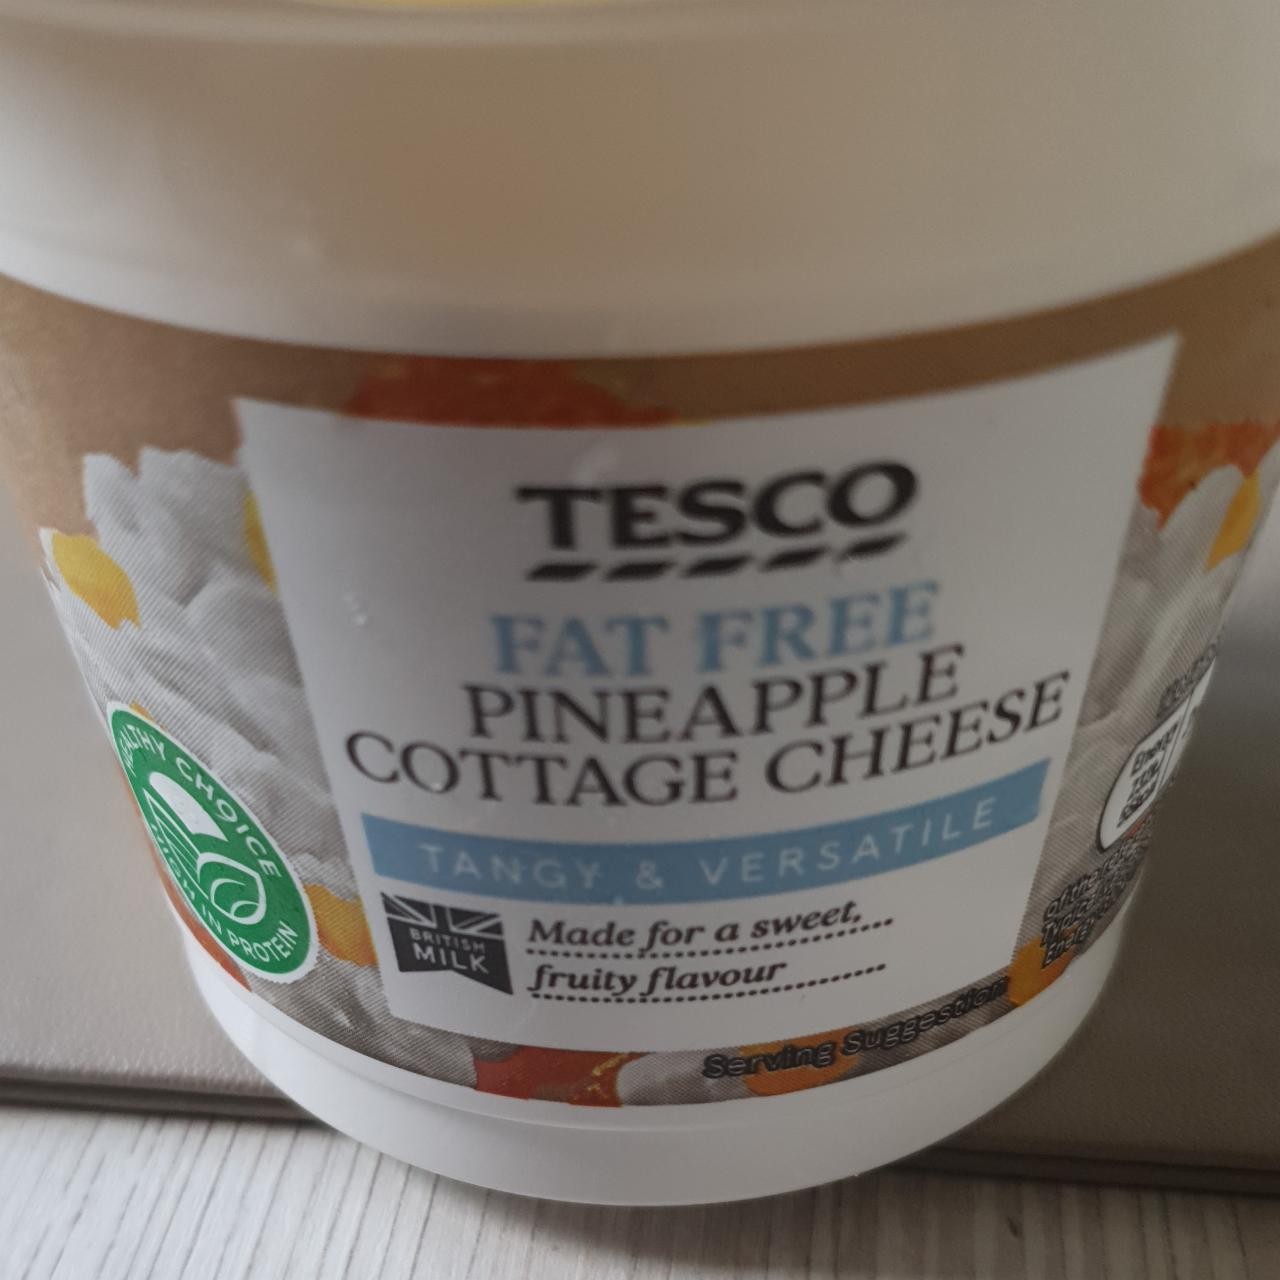 TESCO
FAT FREE
PINEAPPLE
COTTAGE CHEESE
TANGY & VERSATILE
BRITISH
MILK
Made for a sweet,
fruity flavour
Serving Suggestion
HEALTHY CHOICE
HIGH IN PROTEIN
Energy